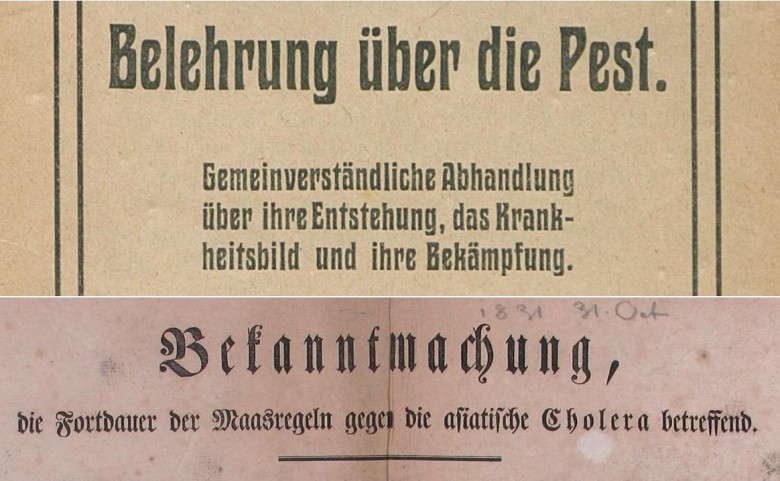 Belehrung über die Pest.
Gemeinverständliche Abhandlung
über ihre Entstehung, das Krank-
heitsbild und ihre Bekämpfung.
1831 31. Oct
Bekanntmachung,
die Fortdauer der Maasregeln gegen die asiatische Cholera betreffend.